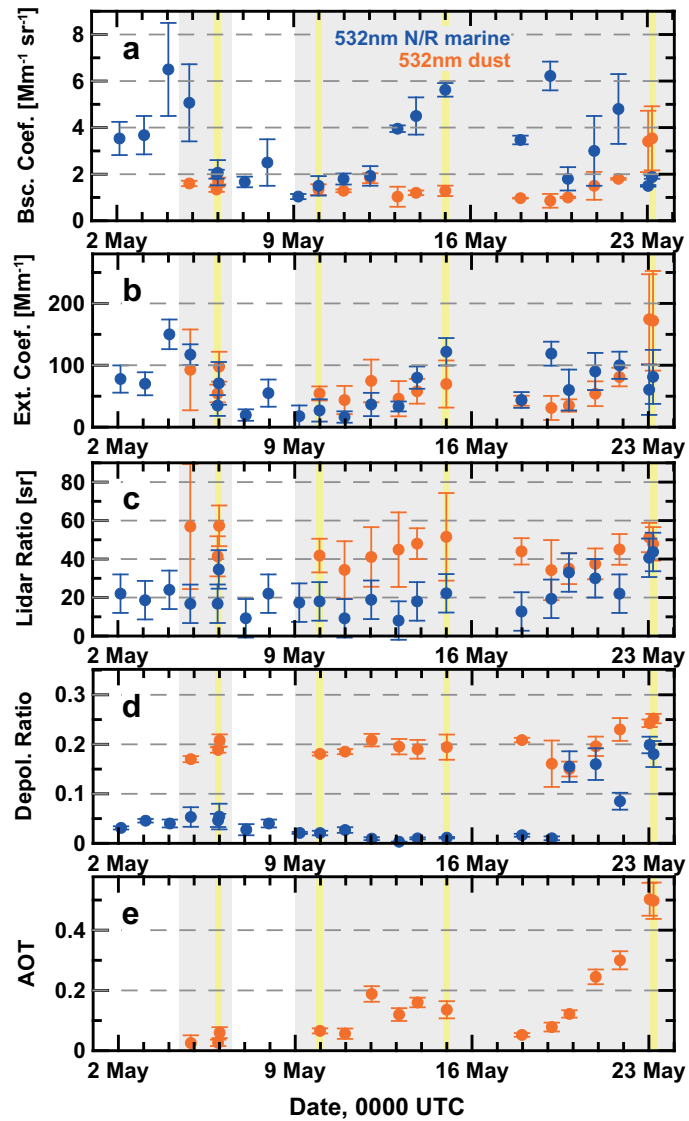 a
532nm N/R marine
532nm dust
Bsc. Coef. [Mm⁻¹ sr⁻¹]
8
6
4
2
0
2 May 9 May 16 May 23 May
b
Ext. Coef. [Mm⁻¹]
200
100
0
2 May 9 May 16 May 23 May
c
Lidar Ratio [sr]
80
60
40
20
0
2 May 9 May 16 May 23 May
d
Depol. Ratio
0.3
0.2
0.1
0
2 May 9 May 16 May 23 May
e
AOT
0.4
0.2
0
2 May 9 May 16 May 23 May
Date, 0000 UTC